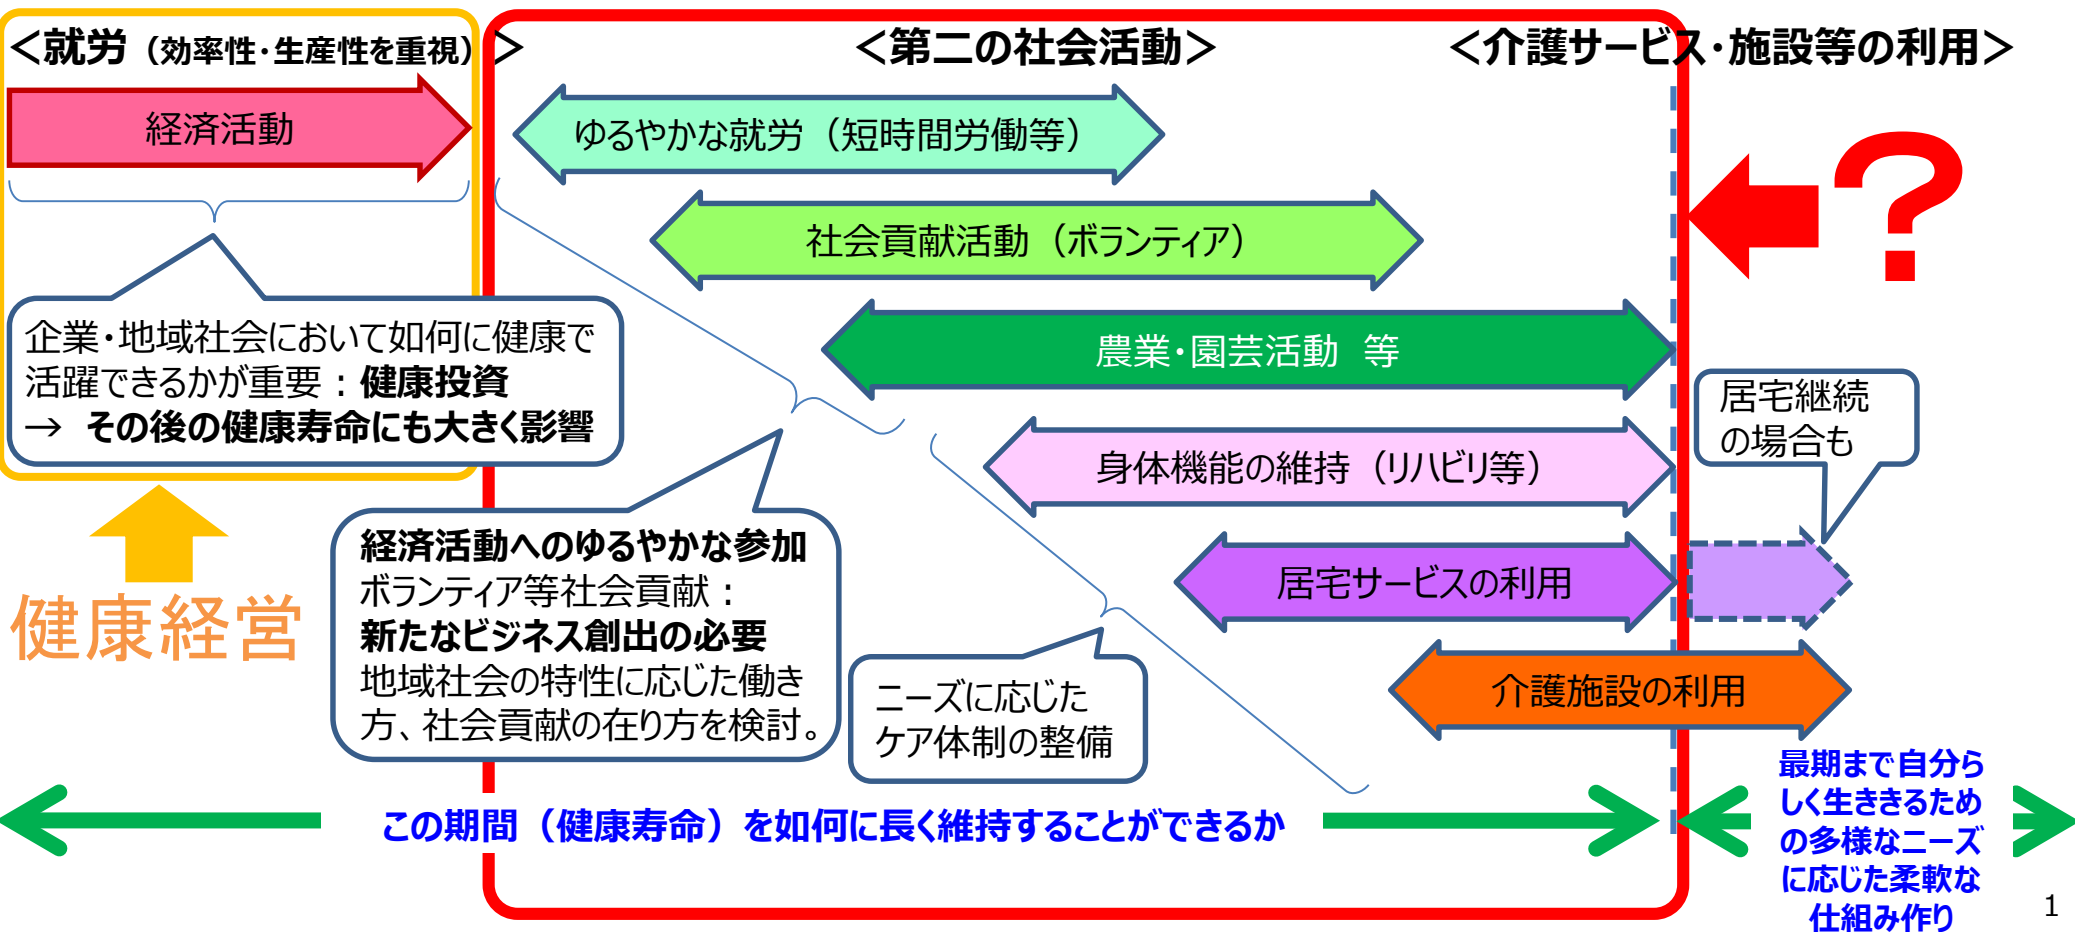 ＜就労（効率性・生産性を重視）＞
＜第二の社会活動＞
＜介護サービス・施設等の利用＞
経済活動
ゆるやかな就労（短時間労働等）
社会貢献活動（ボランティア）
農業・園芸活動　等
身体機能の維持（リハビリ等）
居宅サービスの利用
介護施設の利用
？
居宅継続
の場合も
企業・地域社会において如何に健康で
活躍できるかが重要：健康投資
→ その後の健康寿命にも大きく影響
健康経営
経済活動へのゆるやかな参加
ボランティア等社会貢献：
新たなビジネス創出の必要
地域社会の特性に応じた働き
方、社会貢献の在り方を検討。
ニーズに応じた
ケア体制の整備
この期間（健康寿命）を如何に長く維持することができるか
最期まで自分ら
しく生ききるため
の多様なニーズ
に応じた柔軟な
仕組み作り
1